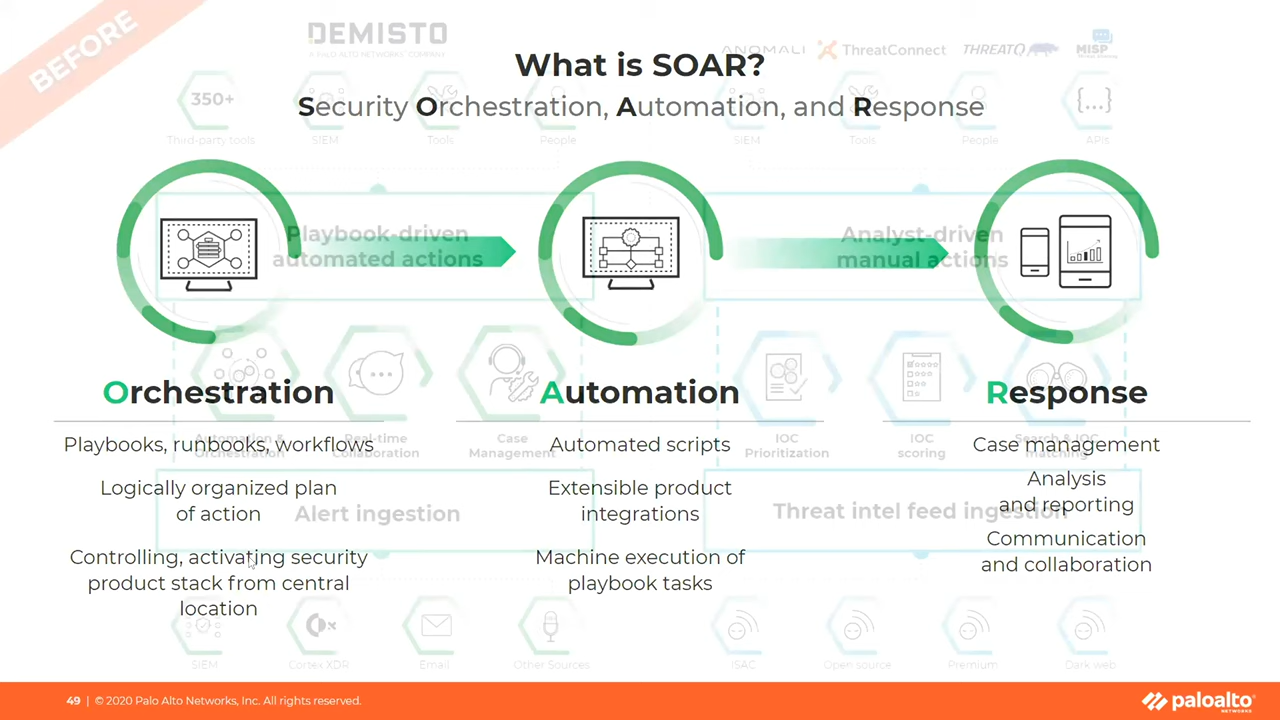 BEFORE
DEMISTO
A PALO ALTO NETWORKS COMPANY
ANOMALI
ThreatConnect
THREATQ
MISP
What is SOAR?
350+
Security Orchestration, Automation, and Response
{...}
Third-party tools
SIEM
Tools
People
SIEM
Tools
People
APIs
Playbook-driven
automated actions
Analyst-driven
manual actions
Orchestration
Automation
Response
Playbooks, runbooks, workflows
Automated scripts
Case management
Automation &
Orchestration
Real-time
Collaboration
Case
Management
IOC
Prioritization
IOC
scoring
Search & IOC
matching
Logically organized plan
of action
Extensible product
integrations
Analysis
and reporting
Alert ingestion
Threat intel feed ingestion
Controlling, activating security
product stack from central
location
Machine execution of
playbook tasks
Communication
and collaboration
SIEM
Cortex XDR
Email
Other Sources
ISAC
Open source
Premium
Dark web
49 | © 2020 Palo Alto Networks, Inc. All rights reserved.
paloalto
NETWORKS